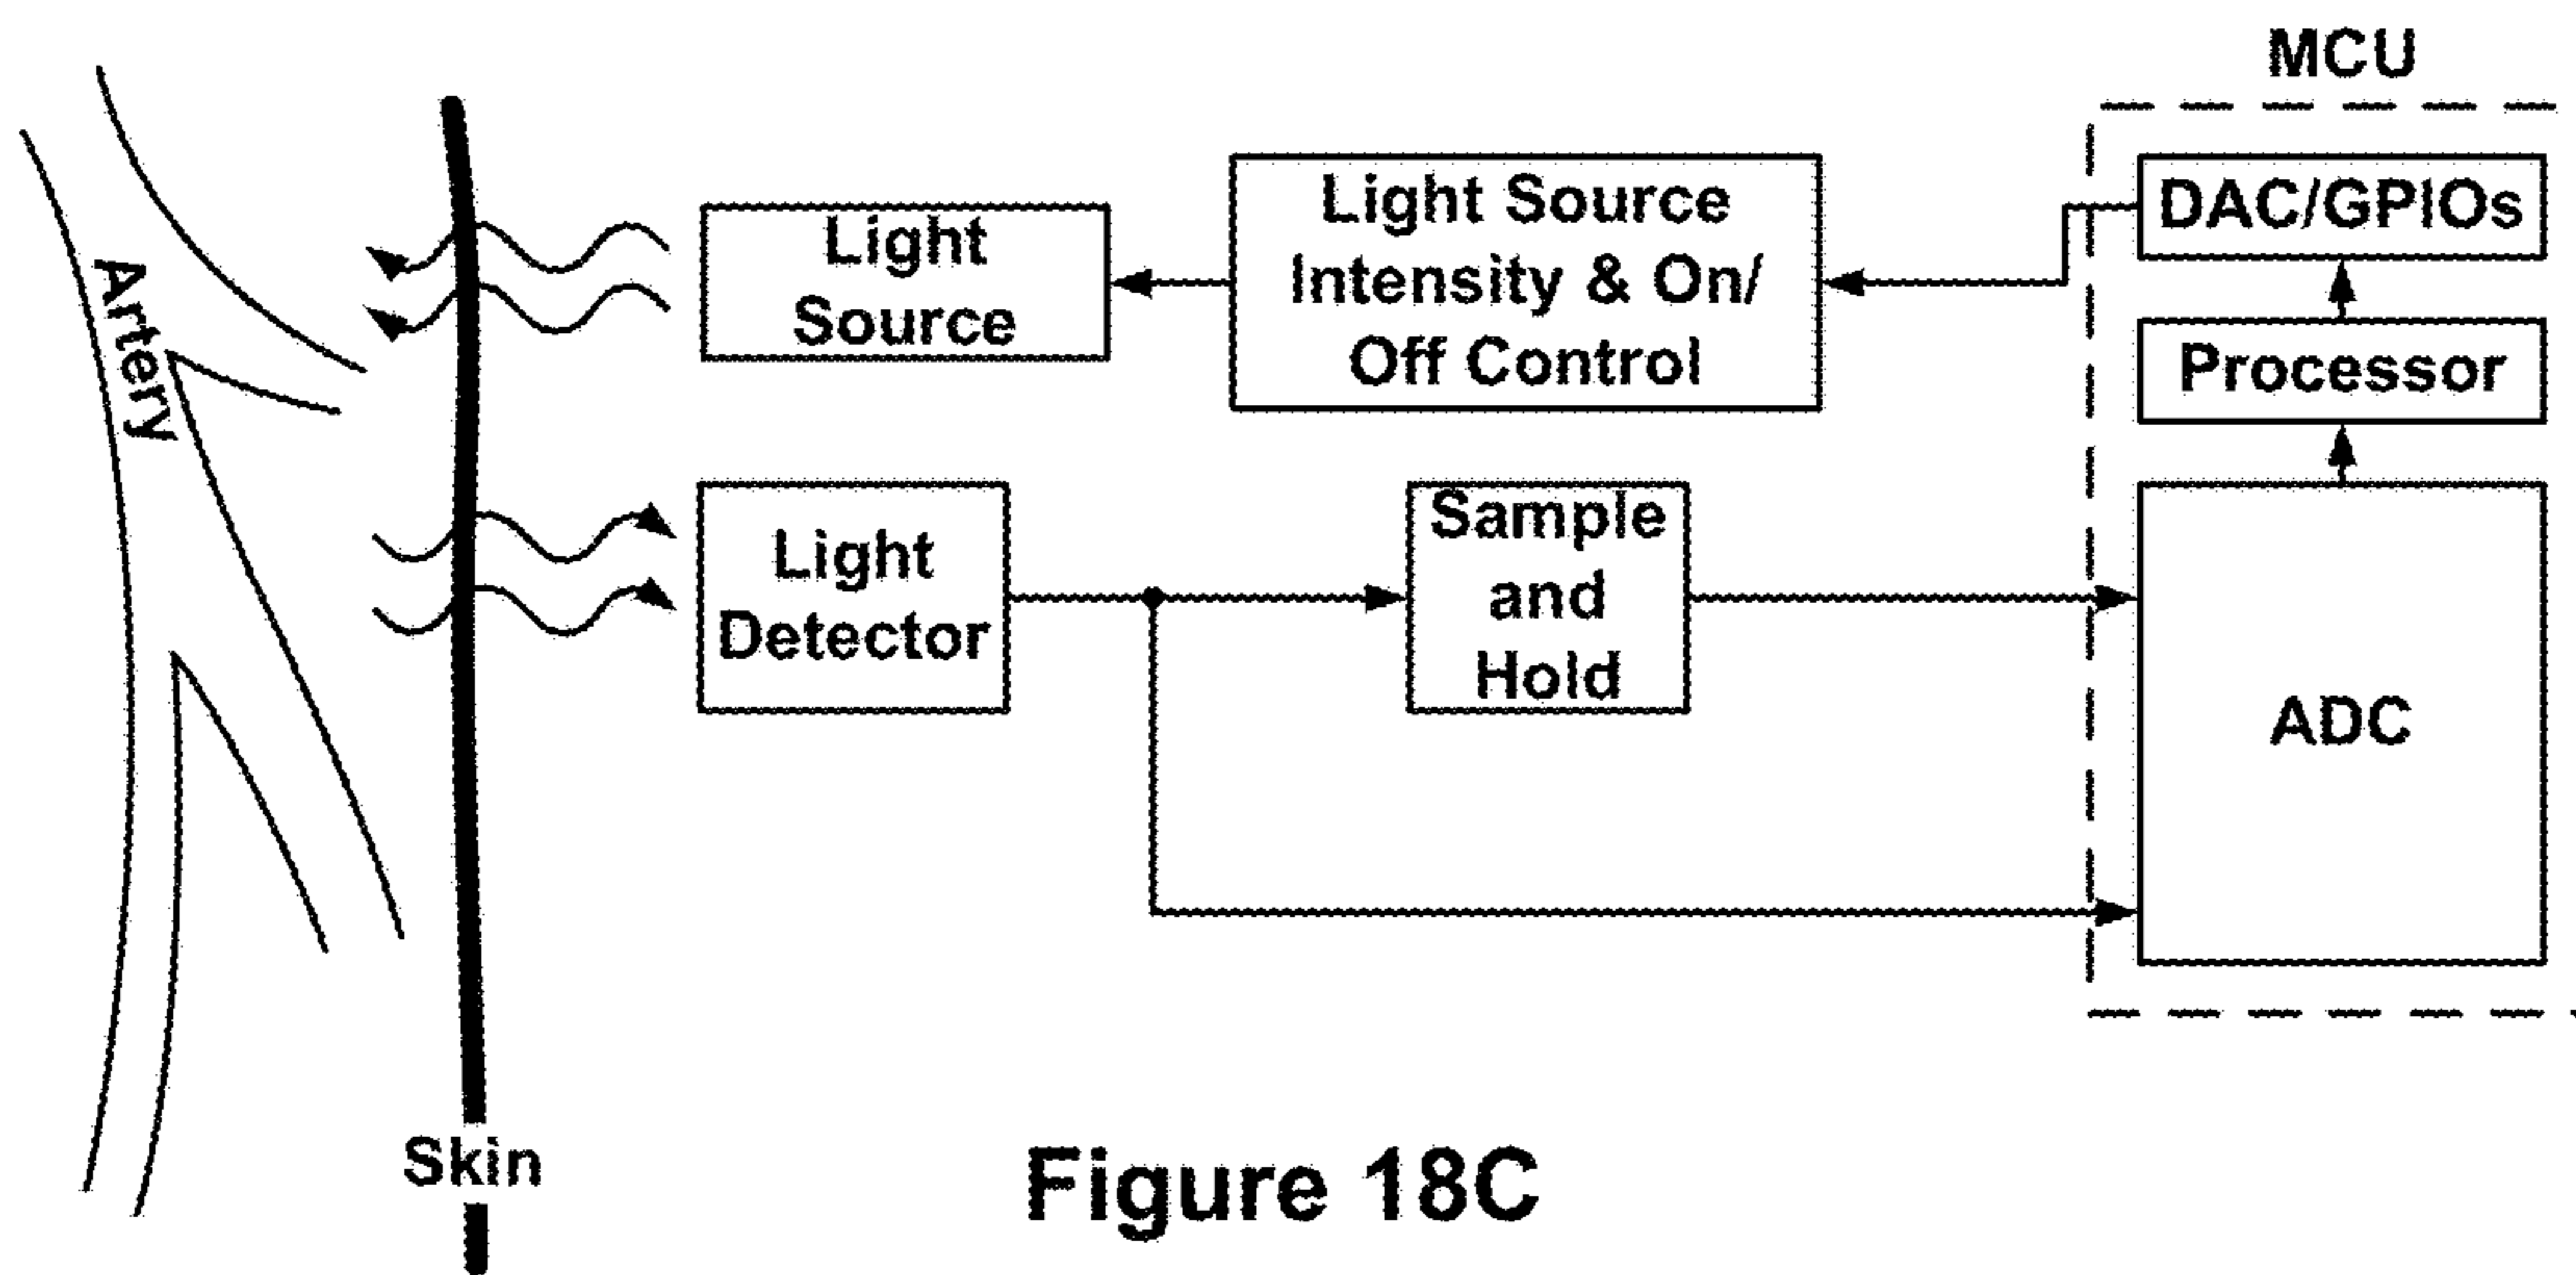 MCU
Artery
Light
Source
Light Source
Intensity & On/
Off Control
DAC/GPIOs
Processor
Light
Detector
Sample
and
Hold
ADC
Skin
Figure 18C